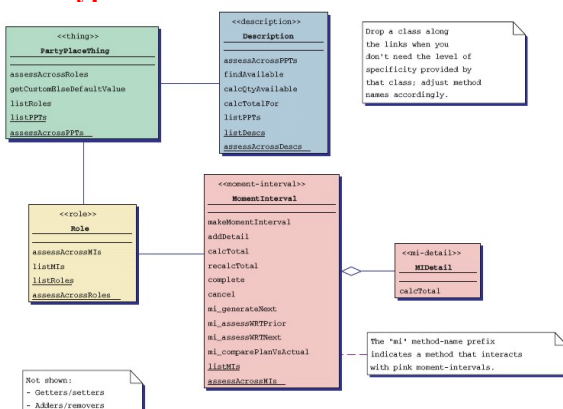 <<thing>>
PartyPlaceThing
assessAcrossRoles
getCustomElseDefaultValue
listRoles
listPPTs
assessAcrossPPTs
<<description>>
Description
assessAcrossPPTs
findAvailable
calcQtyAvailable
calcTotalFor
listPPTs
listDescs
assessAcrossDescs
Drop a class along
the links when you
don't need the level of
specificity provided by
that class; adjust method
names accordingly.
<<role>>
Role
assessAcrossMIs
listMIs
listRoles
assessAcrossRoles
<<moment-interval>>
MomentInterval
makeMomentInterval
addDetail
calcTotal
recalcTotal
complete
cancel
mi_generateNext
mi_assessWRTPrior
mi_assessWRTNext
mi_comparePlanVsActual
listMIs
assessAcrossMIs
<<mi-detail>>
MIDetail
calcTotal
The "mi" method-name prefix
indicates a method that interacts
with pink moment-intervals.
Not shown:
- Getters/setters
- Adders/removers